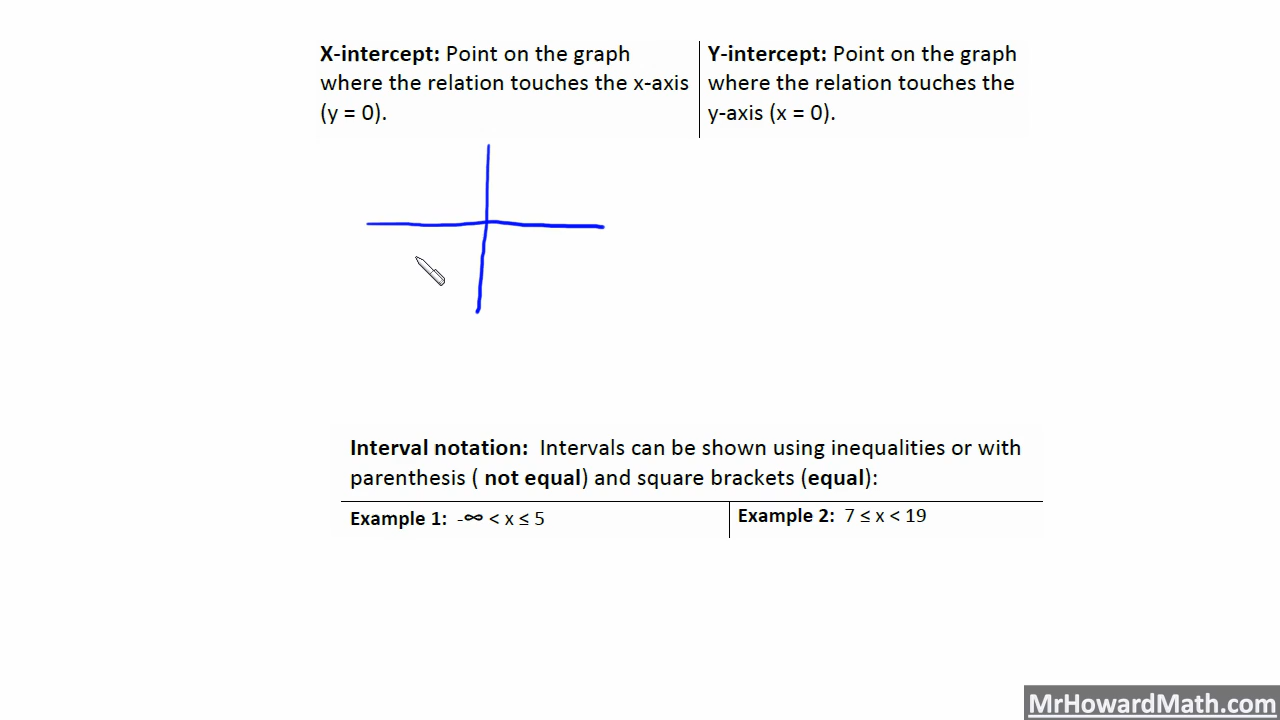 X-intercept: Point on the graph
where the relation touches the x-axis
(y = 0).
Y-intercept: Point on the graph
where the relation touches the
y-axis (x = 0).
Interval notation:  Intervals can be shown using inequalities or with
parenthesis ( not equal) and square brackets (equal):
Example 1:  -∞ < x ≤ 5
Example 2:  7 ≤ x < 19
MrHowardMath.com